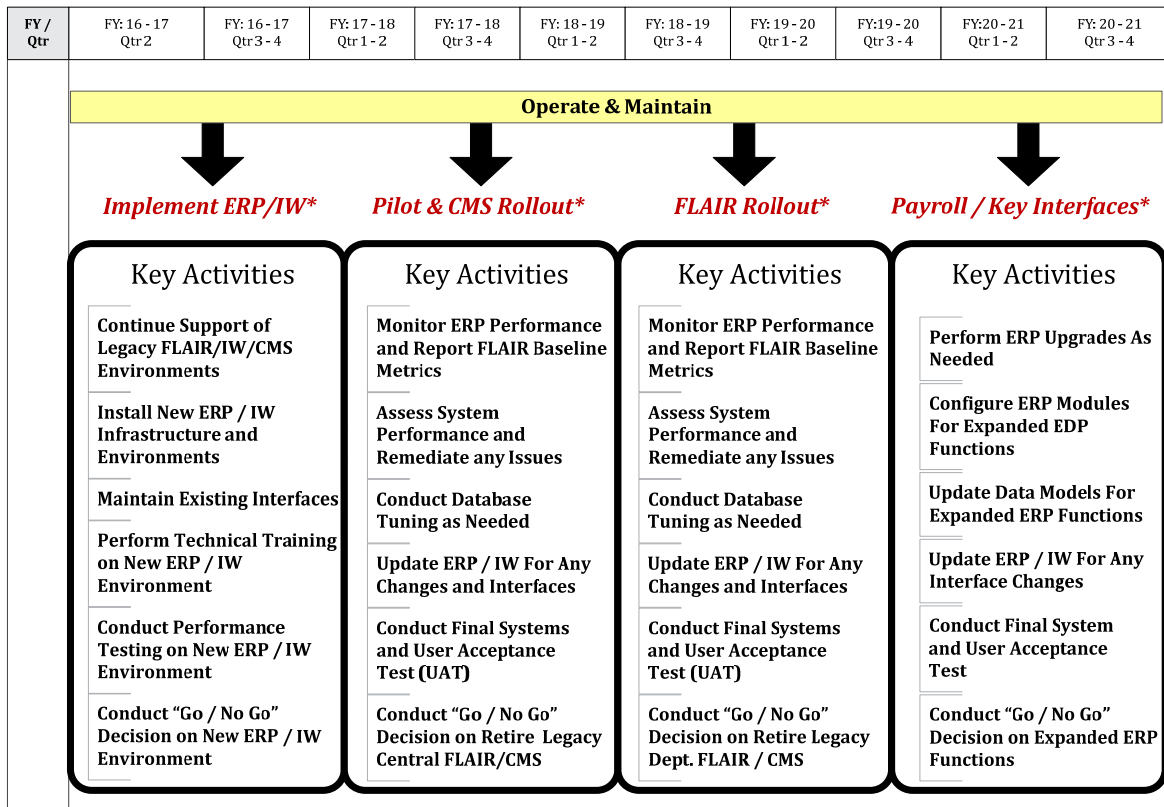 FY /
Qtr
FY: 16 - 17
Qtr 2
FY: 16 - 17
Qtr 3 - 4
FY: 17 - 18
Qtr 1 - 2
FY: 17 - 18
Qtr 3 - 4
FY: 18 - 19
Qtr 1 - 2
FY: 18 - 19
Qtr 3 - 4
FY: 19 - 20
Qtr 1 - 2
FY:19 - 20
Qtr 3 - 4
FY:20 - 21
Qtr 1 - 2
FY: 20 - 21
Qtr 3 - 4
Operate & Maintain
Implement ERP/IW*
Pilot & CMS Rollout*
FLAIR Rollout*
Payroll / Key Interfaces*
Key Activities
Continue Support of
Legacy FLAIR/IW/CMS
Environments
Install New ERP / IW
Infrastructure and
Environments
Maintain Existing Interfaces
Perform Technical Training
on New ERP / IW
Environment
Conduct Performance
Testing on New ERP / IW
Environment
Conduct “Go / No Go”
Decision on New ERP / IW
Environment
Key Activities
Monitor ERP Performance
and Report FLAIR Baseline
Metrics
Assess System
Performance and
Remediate any Issues
Conduct Database
Tuning as Needed
Update ERP / IW For Any
Changes and Interfaces
Conduct Final Systems
and User Acceptance
Test (UAT)
Conduct “Go / No Go”
Decision on Retire Legacy
Central FLAIR/CMS
Key Activities
Monitor ERP Performance
and Report FLAIR Baseline
Metrics
Assess System
Performance and
Remediate any Issues
Conduct Database
Tuning as Needed
Update ERP / IW For Any
Changes and Interfaces
Conduct Final Systems
and User Acceptance
Test (UAT)
Conduct “Go / No Go”
Decision on Retire Legacy
Dept. FLAIR / CMS
Key Activities
Perform ERP Upgrades As
Needed
Configure ERP Modules
For Expanded EDP
Functions
Update Data Models For
Expanded ERP Functions
Update ERP / IW For Any
Interface Changes
Conduct Final System
and User Acceptance
Test
Conduct “Go / No Go”
Decision on Expanded ERP
Functions